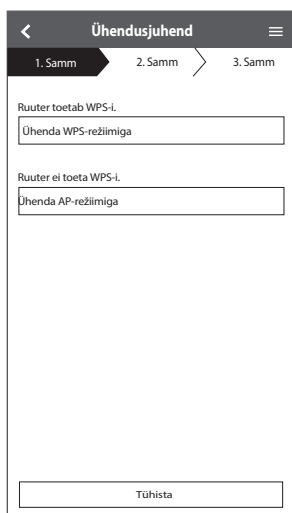 Ühendusjuhend
1. Samm
2. Samm
3. Samm
Ruuter toetab WPS-i.
Ühenda WPS-režiimiga
Ruuter ei toeta WPS-i.
Ühenda AP-režiimiga
Tühista